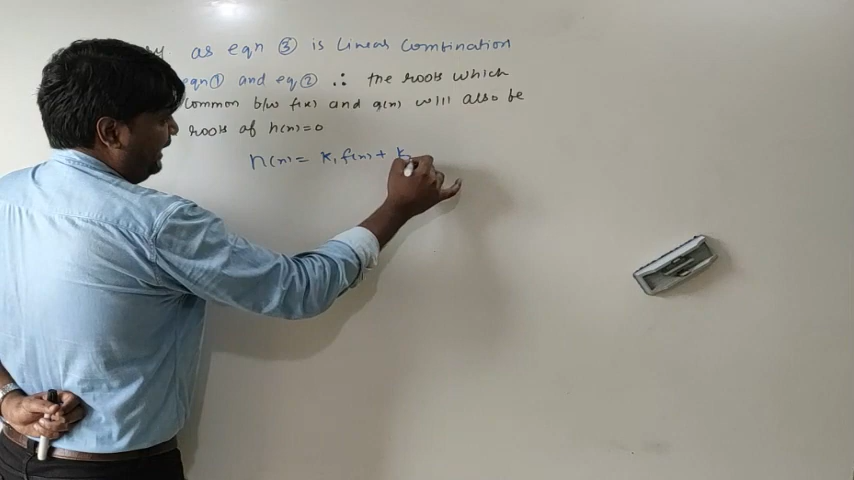 as eqn ③ is Linear Combination
eqn① and eq② ∴ the roots which
Common b/w f(x) and g(x) will also be
roots of h(x)=0
h(x) = K₁ f(x) + K